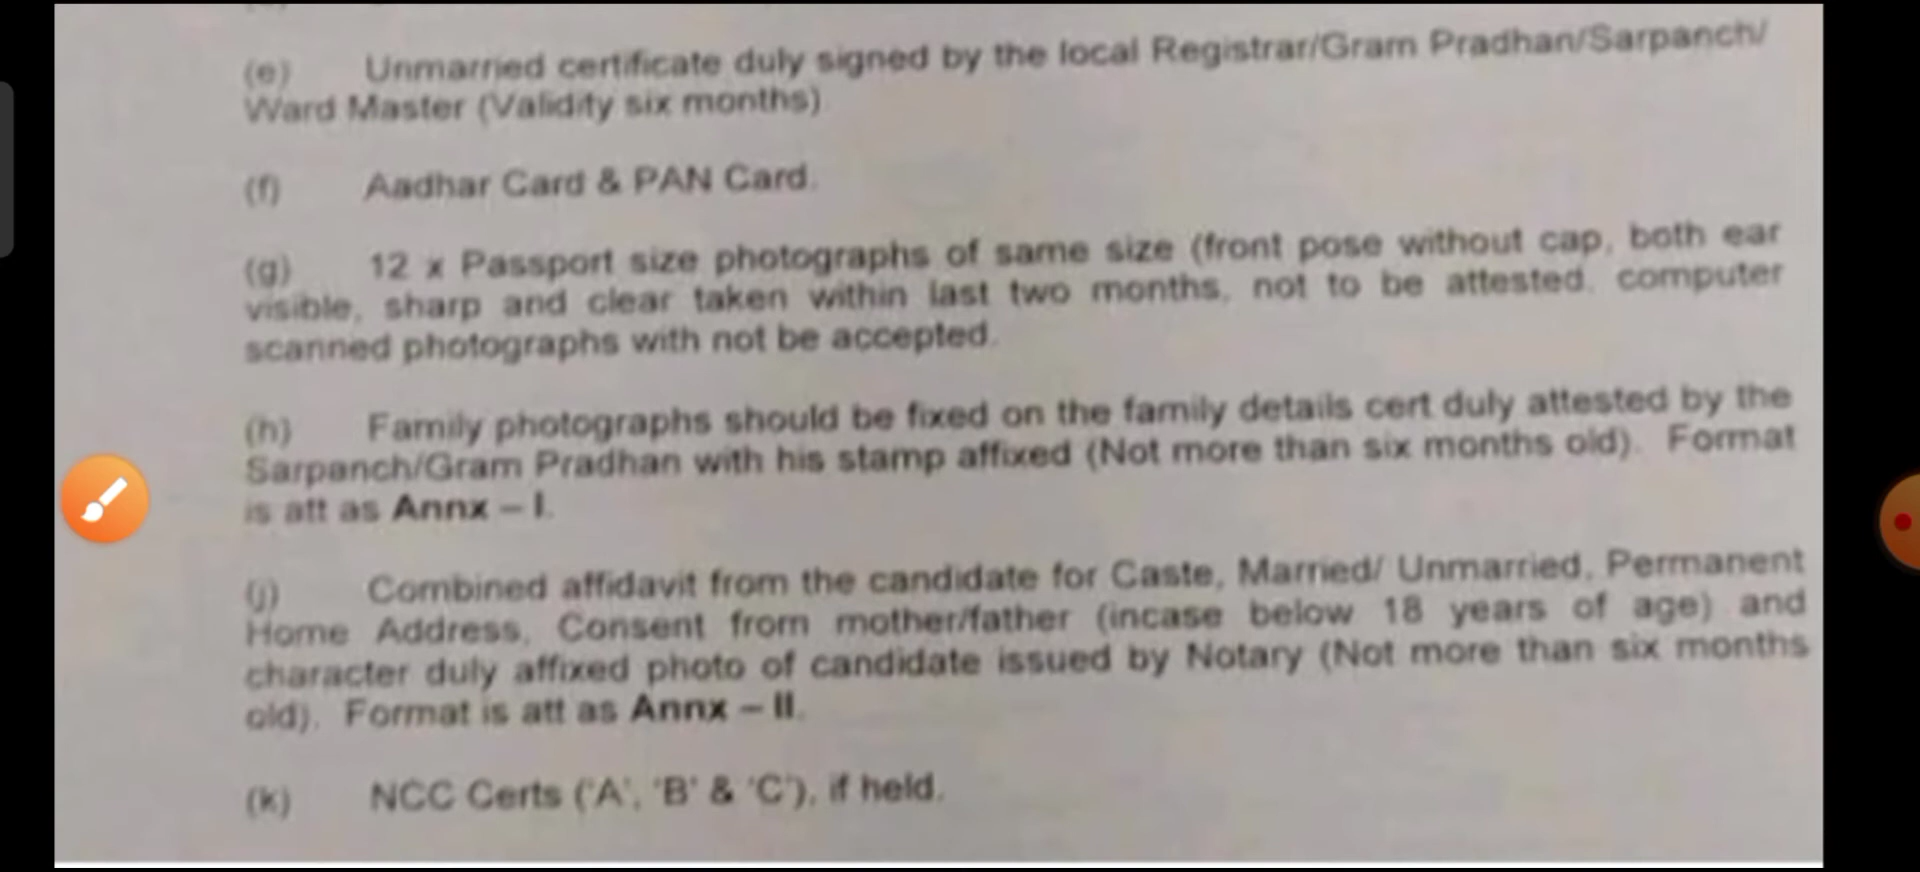 (e) Unmarried certificate duly signed by the local Registrar/Gram Pradhan/Sarpanch/
Ward Master (Validity six months)
(f) Aadhar Card & PAN Card.
(g) 12 x Passport size photographs of same size (front pose without cap, both ear
visible, sharp and clear taken within last two months, not to be attested. computer
scanned photographs with not be accepted.
(h) Family photographs should be fixed on the family details cert duly attested by the
Sarpanch/Gram Pradhan with his stamp affixed (Not more than six months old). Format
is att as Annx – I.
(j) Combined affidavit from the candidate for Caste, Married/ Unmarried, Permanent
Home Address, Consent from mother/father (incase below 18 years of age) and
character duly affixed photo of candidate issued by Notary (Not more than six months
old). Format is att as Annx – II.
(k) NCC Certs ('A', 'B' & 'C'), if held.